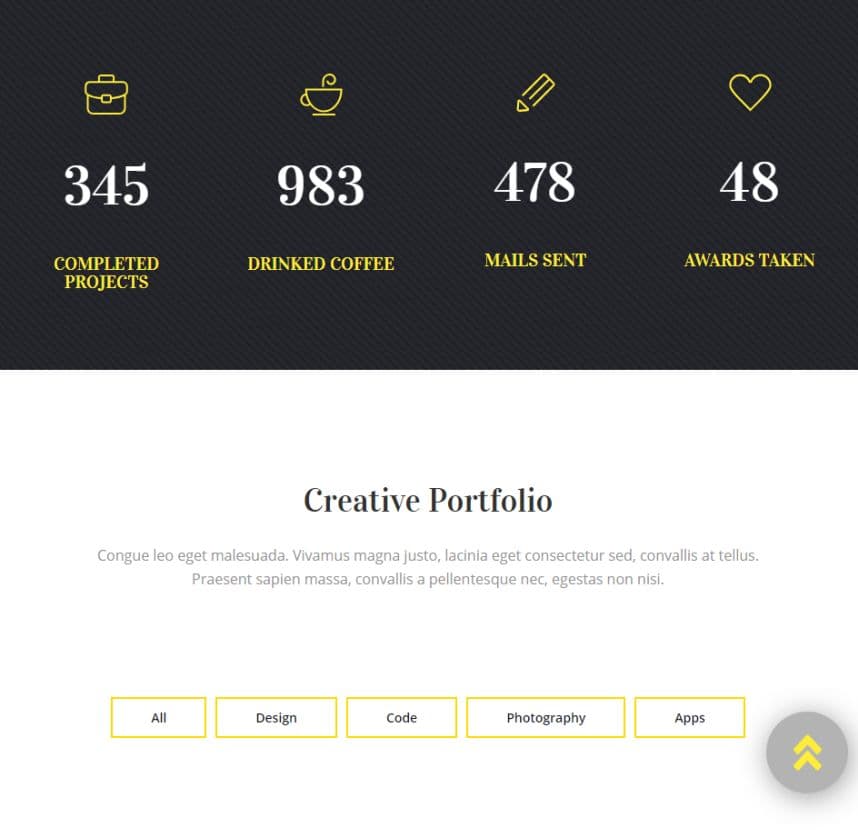 345
983
478
48
COMPLETED
PROJECTS
DRINKED COFFEE
MAILS SENT
AWARDS TAKEN
Creative Portfolio
Congue leo eget malesuada. Vivamus magna justo, lacinia eget consectetur sed, convallis at tellus.
Praesent sapien massa, convallis a pellentesque nec, egestas non nisi.
All
Design
Code
Photography
Apps